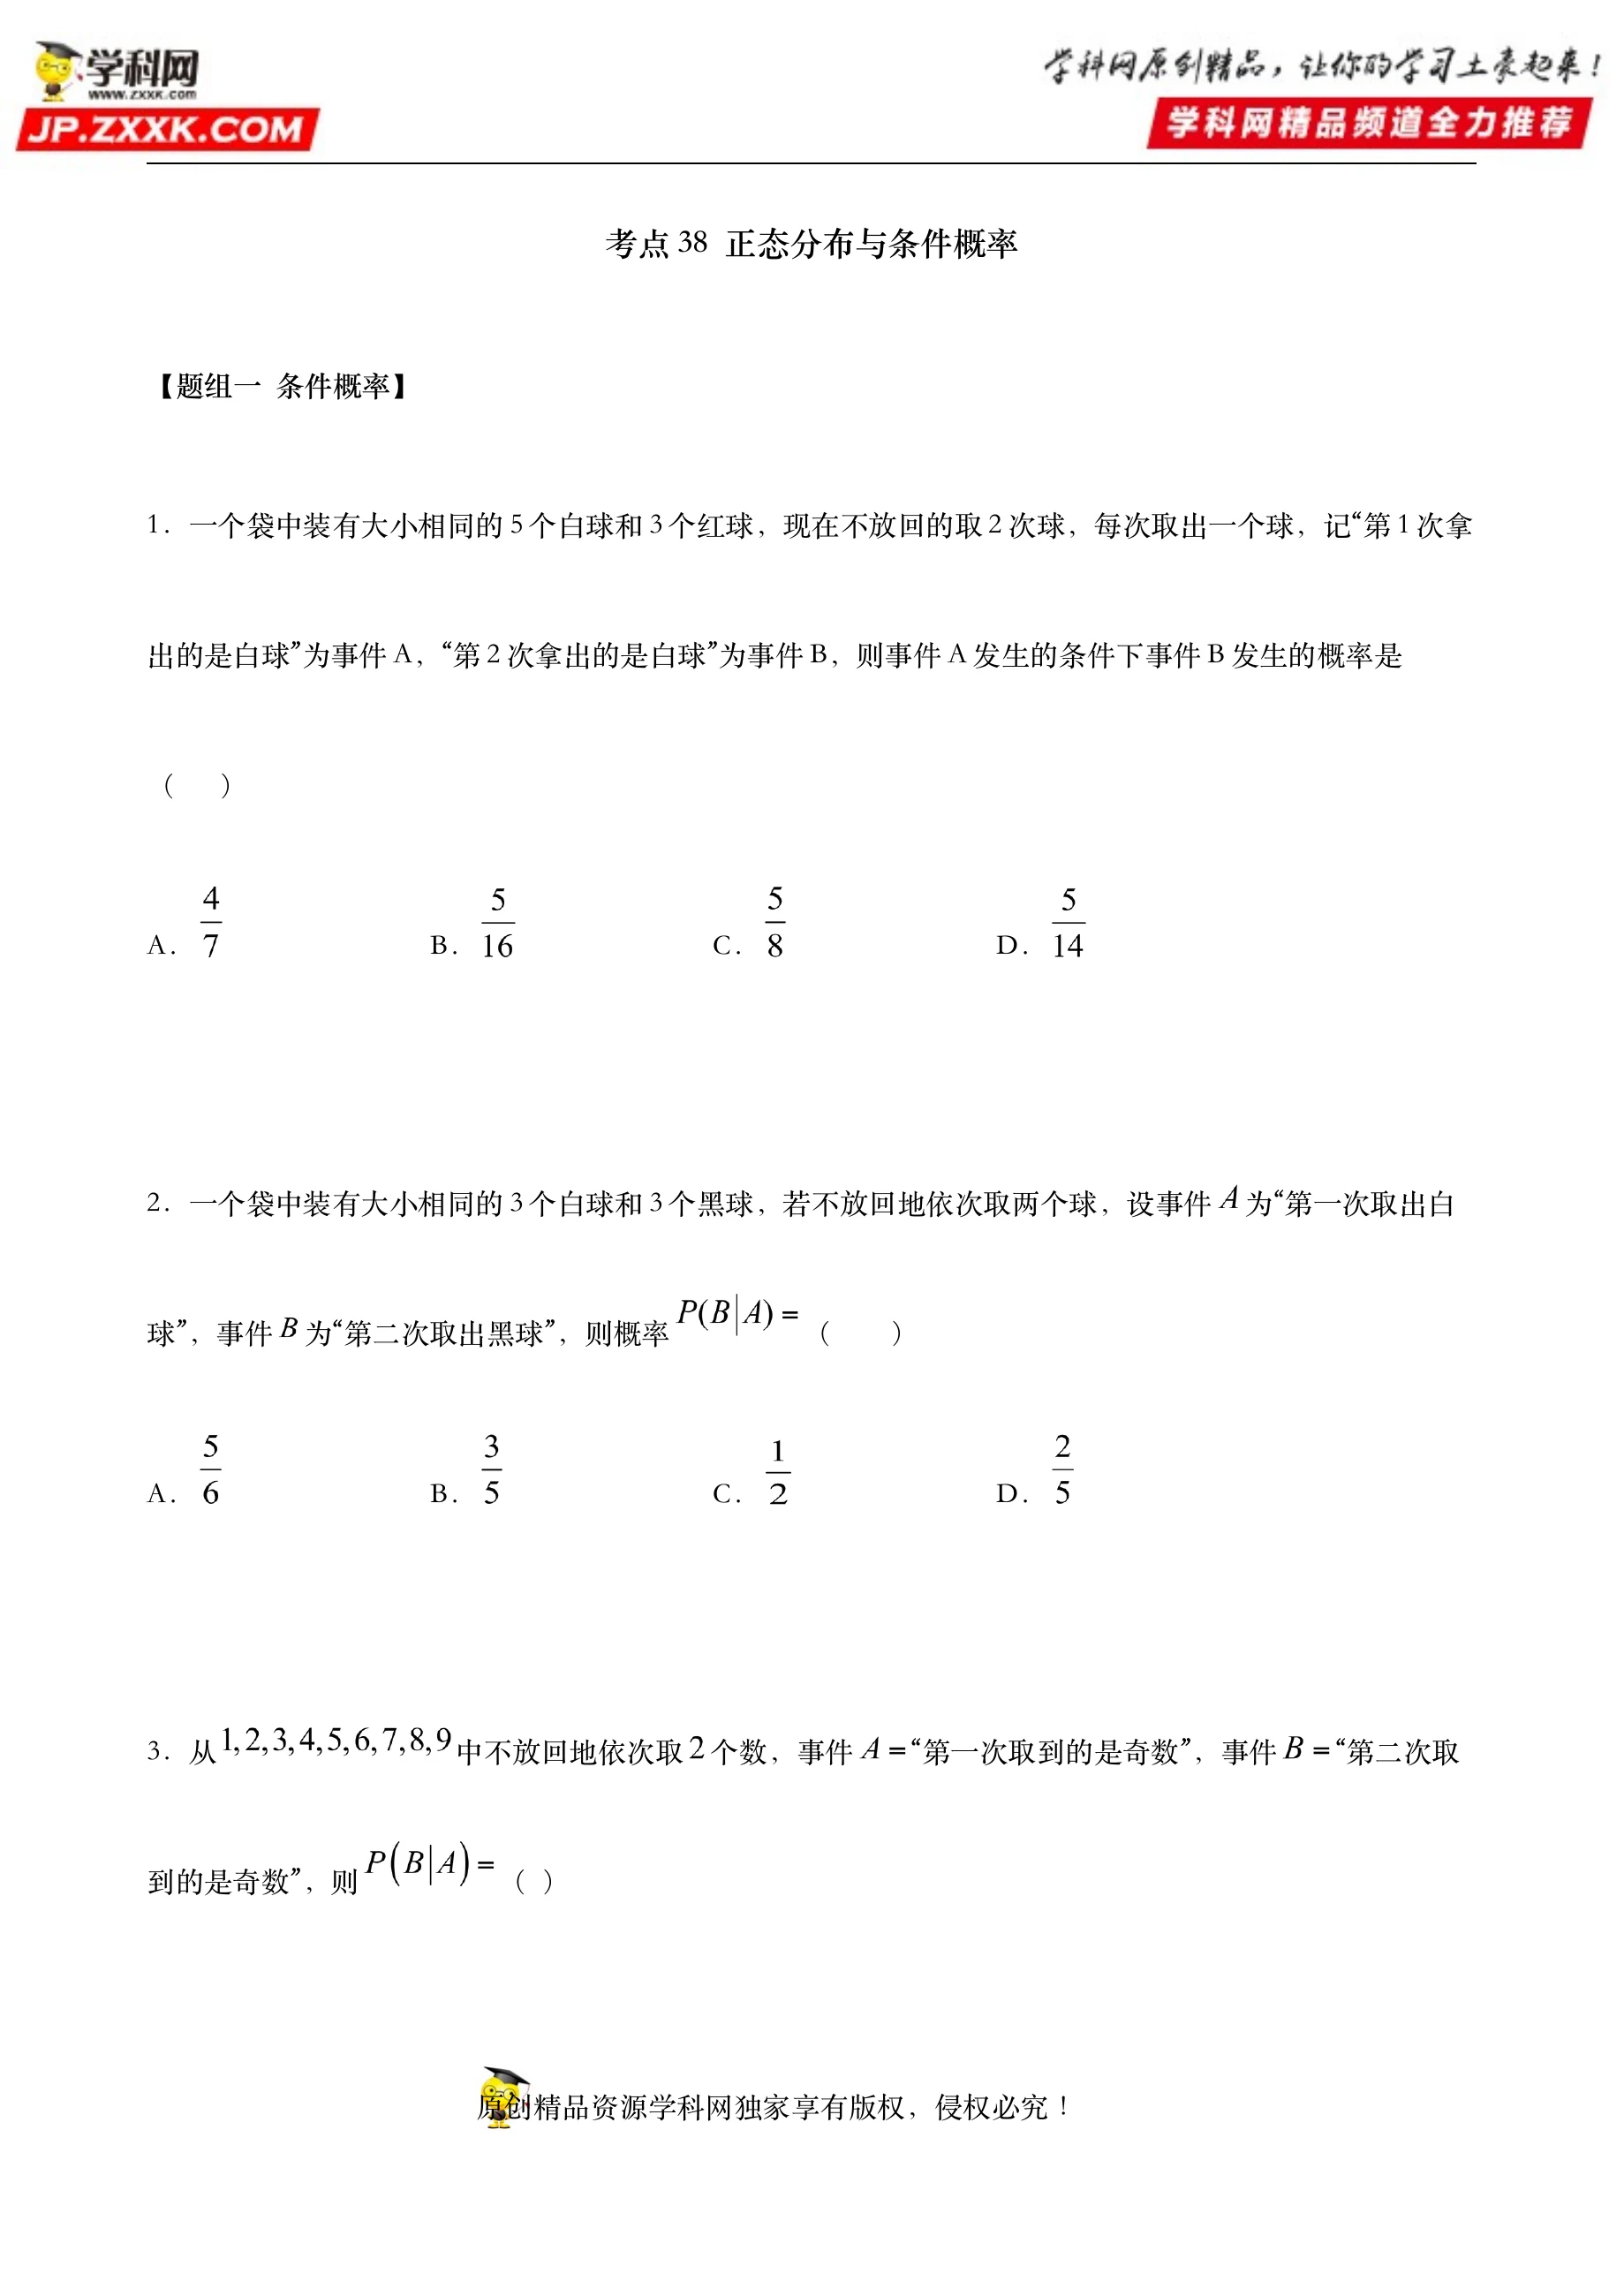 学科网
www.zxxk.com
JP.ZXXK.COM
学科网原创精品，让你的学习土豪起来！
学科网精品频道全力推荐
考点 38 正态分布与条件概率
【题组一 条件概率】
1．一个袋中装有大小相同的 5 个白球和 3 个红球，现在不放回的取 2 次球，每次取出一个球，记“第 1 次拿
出的是白球”为事件 A，“第 2 次拿出的是白球”为事件 B，则事件 A 发生的条件下事件 B 发生的概率是
（ ）
A． 4/7 B． 5/16 C． 5/8 D． 5/14
2．一个袋中装有大小相同的 3 个白球和 3 个黑球，若不放回地依次取两个球，设事件 A 为“第一次取出白
球”，事件 B 为“第二次取出黑球”，则概率 P(B|A) = （ ）
A． 5/6 B． 3/5 C． 1/2 D． 2/5
3．从 1,2,3,4,5,6,7,8,9 中不放回地依次取 2 个数，事件 A =“第一次取到的是奇数”，事件 B =“第二次取
到的是奇数”，则 P(B|A) = （ ）
原创精品资源学科网独家享有版权，侵权必究！